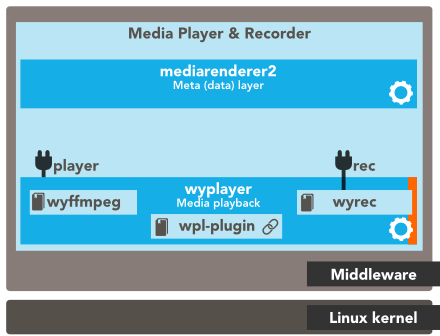 Media Player & Recorder
mediarenderer2
Meta (data) layer
player
rec
wyffmpeg
wyplayer
Media playback
wyrec
wpl-plugin
Middleware
Linux kernel